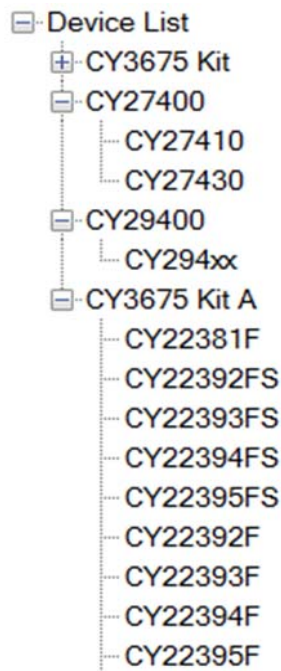 Device List
CY3675 Kit
CY27400
CY27410
CY27430
CY29400
CY294xx
CY3675 Kit A
CY22381F
CY22392FS
CY22393FS
CY22394FS
CY22395FS
CY22392F
CY22393F
CY22394F
CY22395F